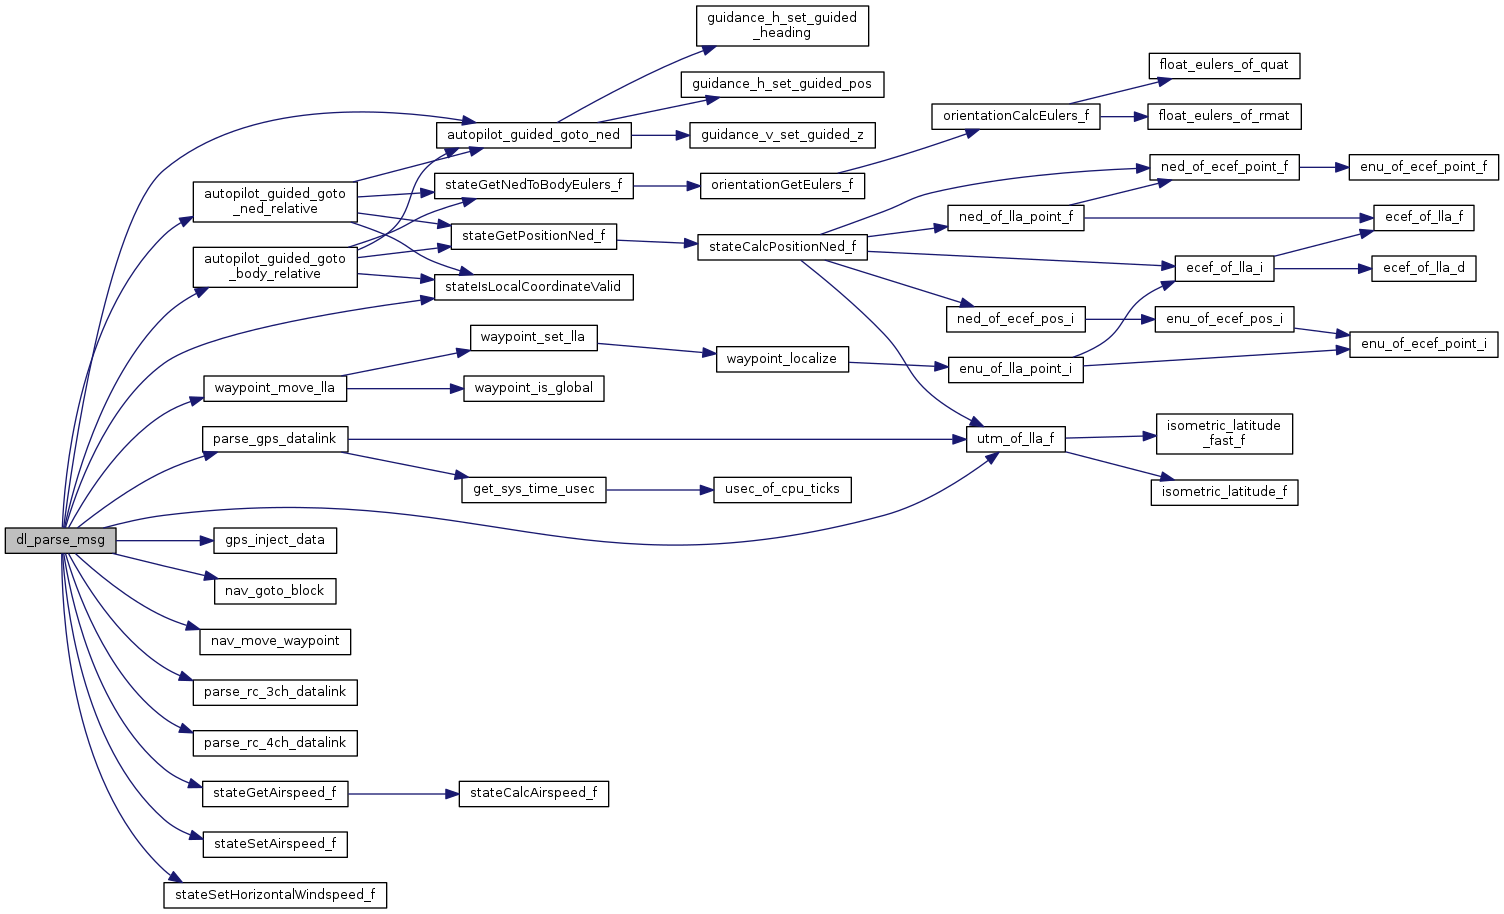 guidance_h_set_guided
_heading
guidance_h_set_guided_pos
autopilot_guided_goto_ned
guidance_v_set_guided_z
float_eulers_of_quat
orientationCalcEulers_f
float_eulers_of_rmat
autopilot_guided_goto
_ned_relative
stateGetNedToBodyEulers_f
orientationGetEulers_f
ned_of_ecef_point_f
enu_of_ecef_point_f
stateGetPositionNed_f
ned_of_lla_point_f
ecef_of_lla_f
stateCalcPositionNed_f
autopilot_guided_goto
_body_relative
ecef_of_lla_i
ecef_of_lla_d
stateIsLocalCoordinateValid
ned_of_ecef_pos_i
enu_of_ecef_pos_i
enu_of_ecef_point_i
waypoint_set_lla
waypoint_localize
enu_of_lla_point_i
waypoint_move_lla
waypoint_is_global
parse_gps_datalink
utm_of_lla_f
isometric_latitude
_fast_f
get_sys_time_usec
usec_of_cpu_ticks
isometric_latitude_f
dl_parse_msg
gps_inject_data
nav_goto_block
nav_move_waypoint
parse_rc_3ch_datalink
parse_rc_4ch_datalink
stateGetAirspeed_f
stateCalcAirspeed_f
stateSetAirspeed_f
stateSetHorizontalWindspeed_f